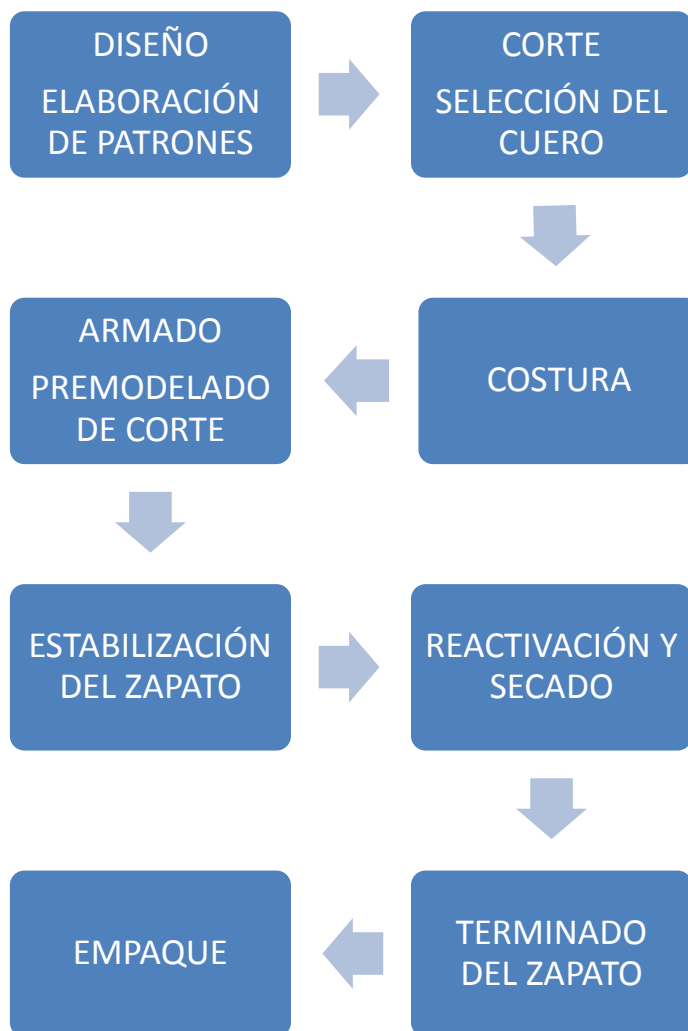 DISEÑO
ELABORACIÓN
DE PATRONES
CORTE
SELECCIÓN DEL
CUERO
COSTURA
ARMADO
PREMODELADO
DE CORTE
ESTABILIZACIÓN
DEL ZAPATO
REACTIVACIÓN Y
SECADO
TERMINADO
DEL ZAPATO
EMPAQUE